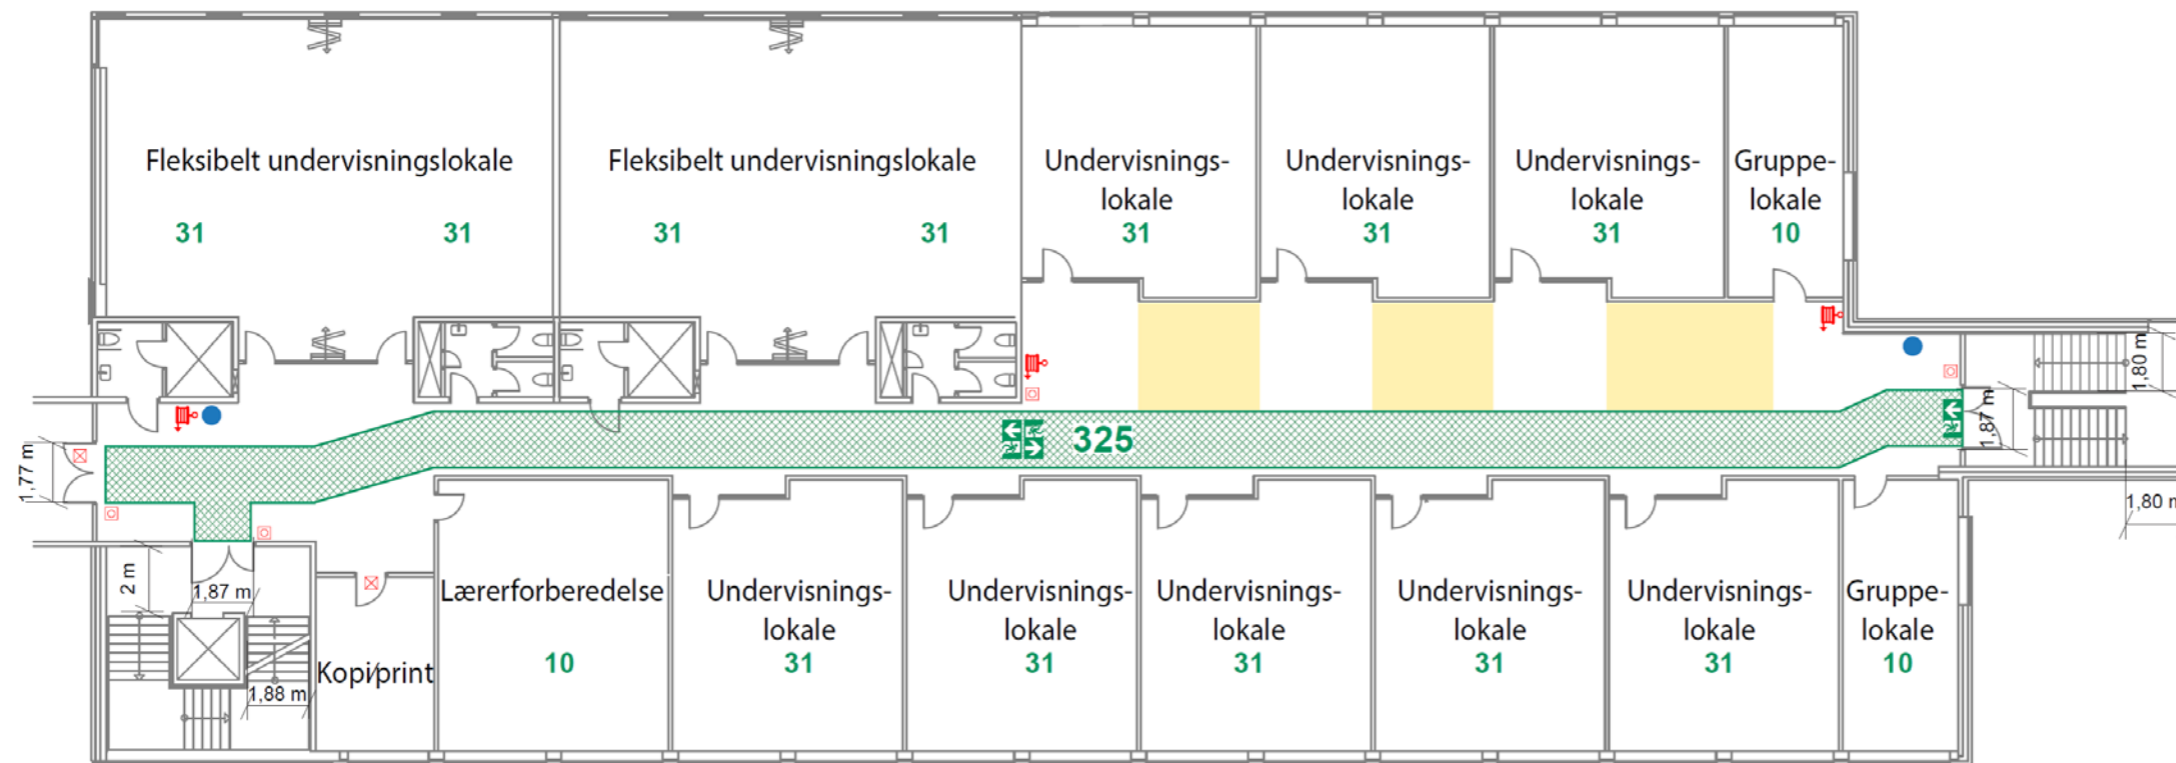 Fleksibelt undervisningslokale
31 31
Fleksibelt undervisningslokale
31 31
Undervisnings-
lokale
31
Undervisnings-
lokale
31
Undervisnings-
lokale
31
Gruppe-
lokale
10
1,80 m
1,87 m
1,80 m
325
1,77 m
2 m
1,87 m
1,88 m
Kopi/print
Lærerforberedelse
10
Undervisnings-
lokale
31
Undervisnings-
lokale
31
Undervisnings-
lokale
31
Undervisnings-
lokale
31
Undervisnings-
lokale
31
Gruppe-
lokale
10